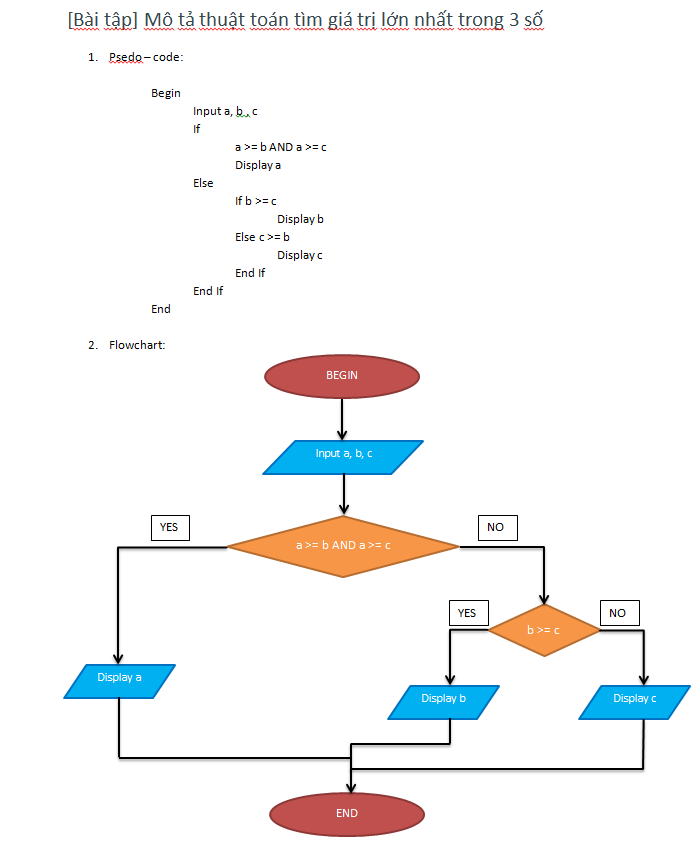 [Bài tập] Mô tả thuật toán tìm giá trị lớn nhất trong 3 số
1. Psedo – code:
Begin
Input a, b , c
If
a >= b AND a >= c
Display a
Else
If b >= c
Display b
Else c >= b
Display c
End If
End If
End
2. Flowchart:
BEGIN
Input a, b, c
YES
NO
a >= b AND a >= c
YES
NO
b >= c
Display a
Display b
Display c
END